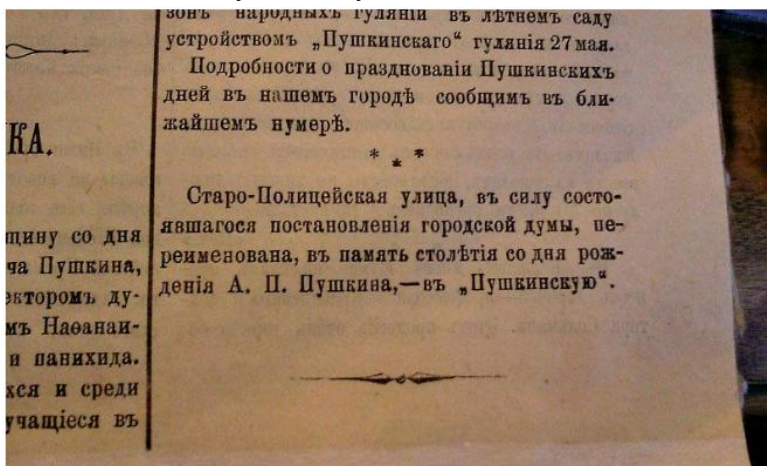 зонъ народныхъ гуляній въ лѣтнемъ саду
устройствомъ „Пушкинскаго“ гулянія 27 мая.
Подробности о празднованіи Пушкинскихъ
дней въ нашемъ городѣ сообщимъ въ бли-
жайшемъ нумерѣ.
* * *
Старо-Полицейская улица, въ силу состо-
явшагося постановленія городской думы, пе-
реименована, въ память столѣтія со дня рож-
денія А. П. Пушкина,—въ „Пушкинскую“.
КА.
щину со дня
ча Пушкина,
екторомъ ду-
мъ Наѳанаи-
и панихида.
хся и среди
учащіеся въ